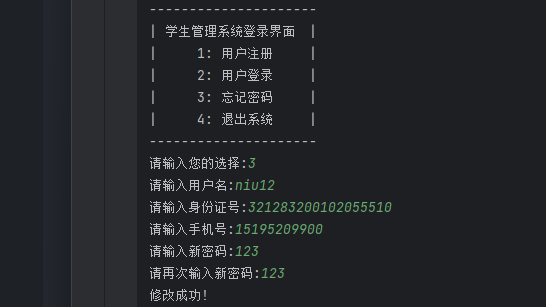 ---------------------
| 学生管理系统登录界面 |
| 1: 用户注册 |
| 2: 用户登录 |
| 3: 忘记密码 |
| 4: 退出系统 |
---------------------
请输入您的选择:3
请输入用户名:niu12
请输入身份证号:321283200102055510
请输入手机号:15195209900
请输入新密码:123
请再次输入新密码:123
修改成功!